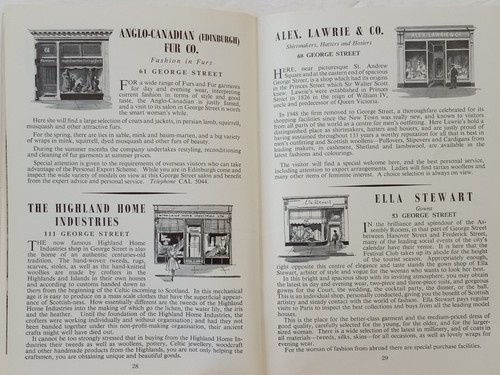 ANGLO-CANADIAN (EDINBURGH)
FUR CO.
Fashion in Furs
61 GEORGE STREET
FOR a wide range of Furs and Fur garments
for day and evening wear, interpreting
current fashion in terms of style and good
taste, the Anglo-Canadian is justly famed,
and a visit to its salon in George Street is worth
the smart woman's while.
Here she will find a large selection of coats and jackets, in persian lamb, squirrel,
musquash and other attractive furs.
For the spring, there are ties in sable, mink and baum-marten, and a big variety
of wraps in mink, squirrel, dyed musquash and other furs of beauty.
During the summer months the company undertakes restyling, reconditioning
and cleaning of fur garments at summer prices.
Special attention is given to the requirements of overseas visitors who can take
advantage of the Personal Export Scheme. While you are in Edinburgh come and
inspect the wide variety of models on view at this George Street salon and benefit
from the expert advice and personal service. Telephone CAL 5044.
THE HIGHLAND HOME
INDUSTRIES
111 GEORGE STREET
THE now famous Highland Home
Industries shop in George Street is also
the home of an authentic centuries-old
tradition. The hand-woven tweeds, rugs,
scarves, stoles, as well as the hand-knitted
woollies are made by crofters in the
Highlands and Islands in their own homes
and according to customs handed down to
them from the beginning of the Celtic incoming to Scotland. In this mechanical
age it is easy to produce on a mass scale clothes that have the superficial appear-
ance of Scottish-ness. How essentially different are the tweeds of the Highland
Home Industries into the making of which goes the lichen, the water lily, the iris
and the heather. Until the foundation of the Highland Home Industries, the
crofters were working individually and without organisation; and had they not
been banded together under this non-profit-making organisation, their ancient
crafts might well have died out.
It cannot be too strongly stressed that in buying from the Highland Home In-
dustries their tweeds as well as woollens, pottery, Celtic jewellery, woodcraft
and other handmade products from the Highlands, you are not only helping the
craftsmen, you are obtaining unique and beautiful goods.
28
ALEX. LAWRIE & CO.
Shirtmakers, Hatters and Hosiers
60 GEORGE STREET
HERE, near picturesque St. Andrew
Square and at the eastern end of spacious
George Street, is a shop which had its origins
in the Princes Street which Sir Walter Scott
knew. Lawrie's were established in Princes
Street in 1826 in the reign of William IV,
uncle and predecessor of Queen Victoria.
In 1948 the firm removed to George Street, a thoroughfare celebrated for its
shopping facilities since the New Town was really new, and known to visitors
from all parts of the world as a centre for men's outfitting. Here Lawrie's hold a
distinguished place as shirtmakers, hatters and hosiers, and are justly proud of
having sustained throughout 133 years a worthy reputation for all that is best in
men's outfitting and Scottish woollens—Pullovers, Slipovers and Cardigans from
leading makers, in cashmere, Shetland and lambswool, are available in the
latest fashions and colourings.
The visitor will find a special welcome here, and the best personal service,
including attention to export arrangements. Ladies will find tartan woollens and
many other items of feminine interest. A choice selection is always on view.
ELLA STEWART
Gowns
53 GEORGE STREET
IN the brilliance and splendour of the As-
sembly Rooms, in that part of George Street
between Hanover Street and Frederick Street,
many of the leading social events of the city's
calendar have their venue. It is here that the
Festival Club takes up its abode for the height
of the tourist season. Appropriately enough,
right opposite this centre of elegance and taste stands the gown shop of Ella
Stewart, arbiter of style and vogue for the woman who wants to look her best.
In the bright and spacious shop with its inviting atmosphere, you may obtain
the latest in day and evening wear, two-piece and three-piece suits, and gorgeous
gowns for the Court, the wedding, the cocktail party, the dinner, or the ball.
This is an individual shop, personally conducted, giving you the double of Scottish
artistry and steady contact with the world of fashion. Ella Stewart pays regular
visits to Paris to inspect the best collections and buys from all the leading model
houses.
This is the place for the better-class garment and the medium-priced dress of
good quality, carefully selected for the young, for the older, and for the larger-
sized woman. There is a wide selection of the latest in millinery, and of coats in
all materials—tweeds, silks, skin—for all occasions, as well as lovely wraps to
match.
For the woman of fashion from abroad there are special purchase facilities.
29